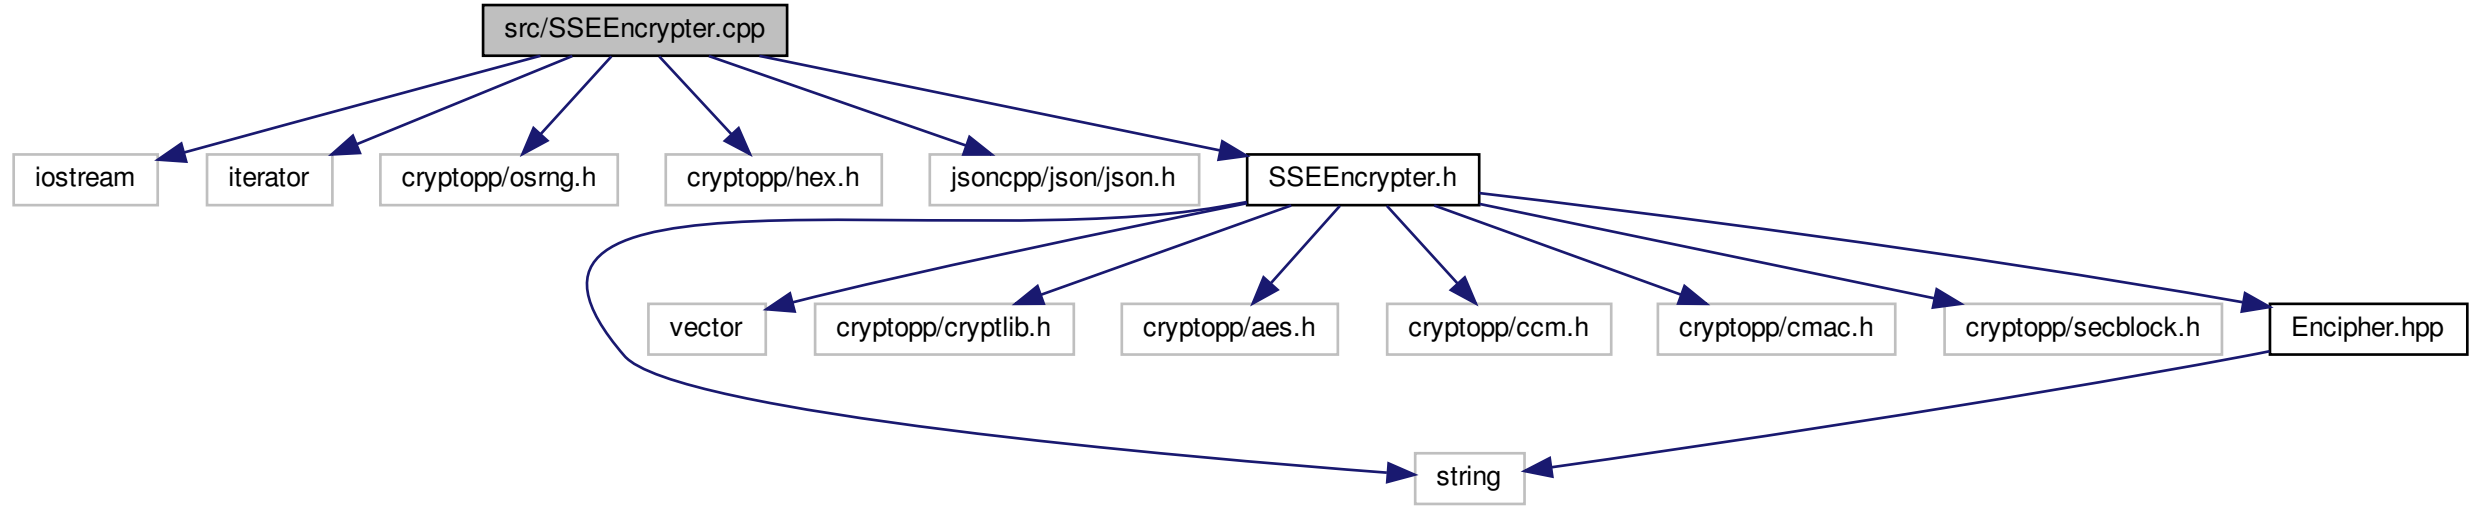 src/SSEEncrypter.cpp
iostream
iterator
cryptopp/osrng.h
cryptopp/hex.h
jsoncpp/json/json.h
SSEEncrypter.h
vector
cryptopp/cryptlib.h
cryptopp/aes.h
cryptopp/ccm.h
cryptopp/cmac.h
cryptopp/secblock.h
Encipher.hpp
string